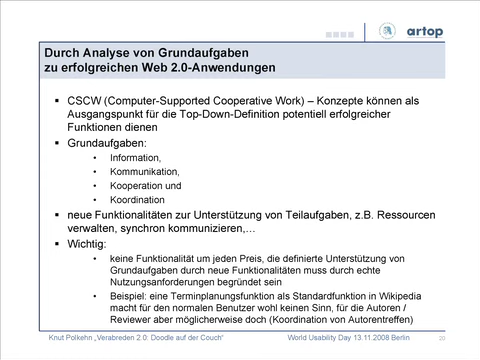 artop
Durch Analyse von Grundaufgaben
zu erfolgreichen Web 2.0-Anwendungen
▪ CSCW (Computer-Supported Cooperative Work) – Konzepte können als
Ausgangspunkt für die Top-Down-Definition potentiell erfolgreicher
Funktionen dienen
▪ Grundaufgaben:
• Information,
• Kommunikation,
• Kooperation und
• Koordination
▪ neue Funktionalitäten zur Unterstützung von Teilaufgaben, z.B. Ressourcen
verwalten, synchron kommunizieren,…
▪ Wichtig:
• keine Funktionalität um jeden Preis, die definierte Unterstützung von
Grundaufgaben durch neue Funktionalitäten muss durch echte
Nutzungsanforderungen begründet sein
• Beispiel: eine Terminplanungsfunktion als Standardfunktion in Wikipedia
macht für den normalen Benutzer wohl keinen Sinn, für die Autoren /
Reviewer aber möglicherweise doch (Koordination von Autorentreffen)
Knut Polkehn „Verabreden 2.0: Doodle auf der Couch“ World Usability Day 13.11.2008 Berlin 20